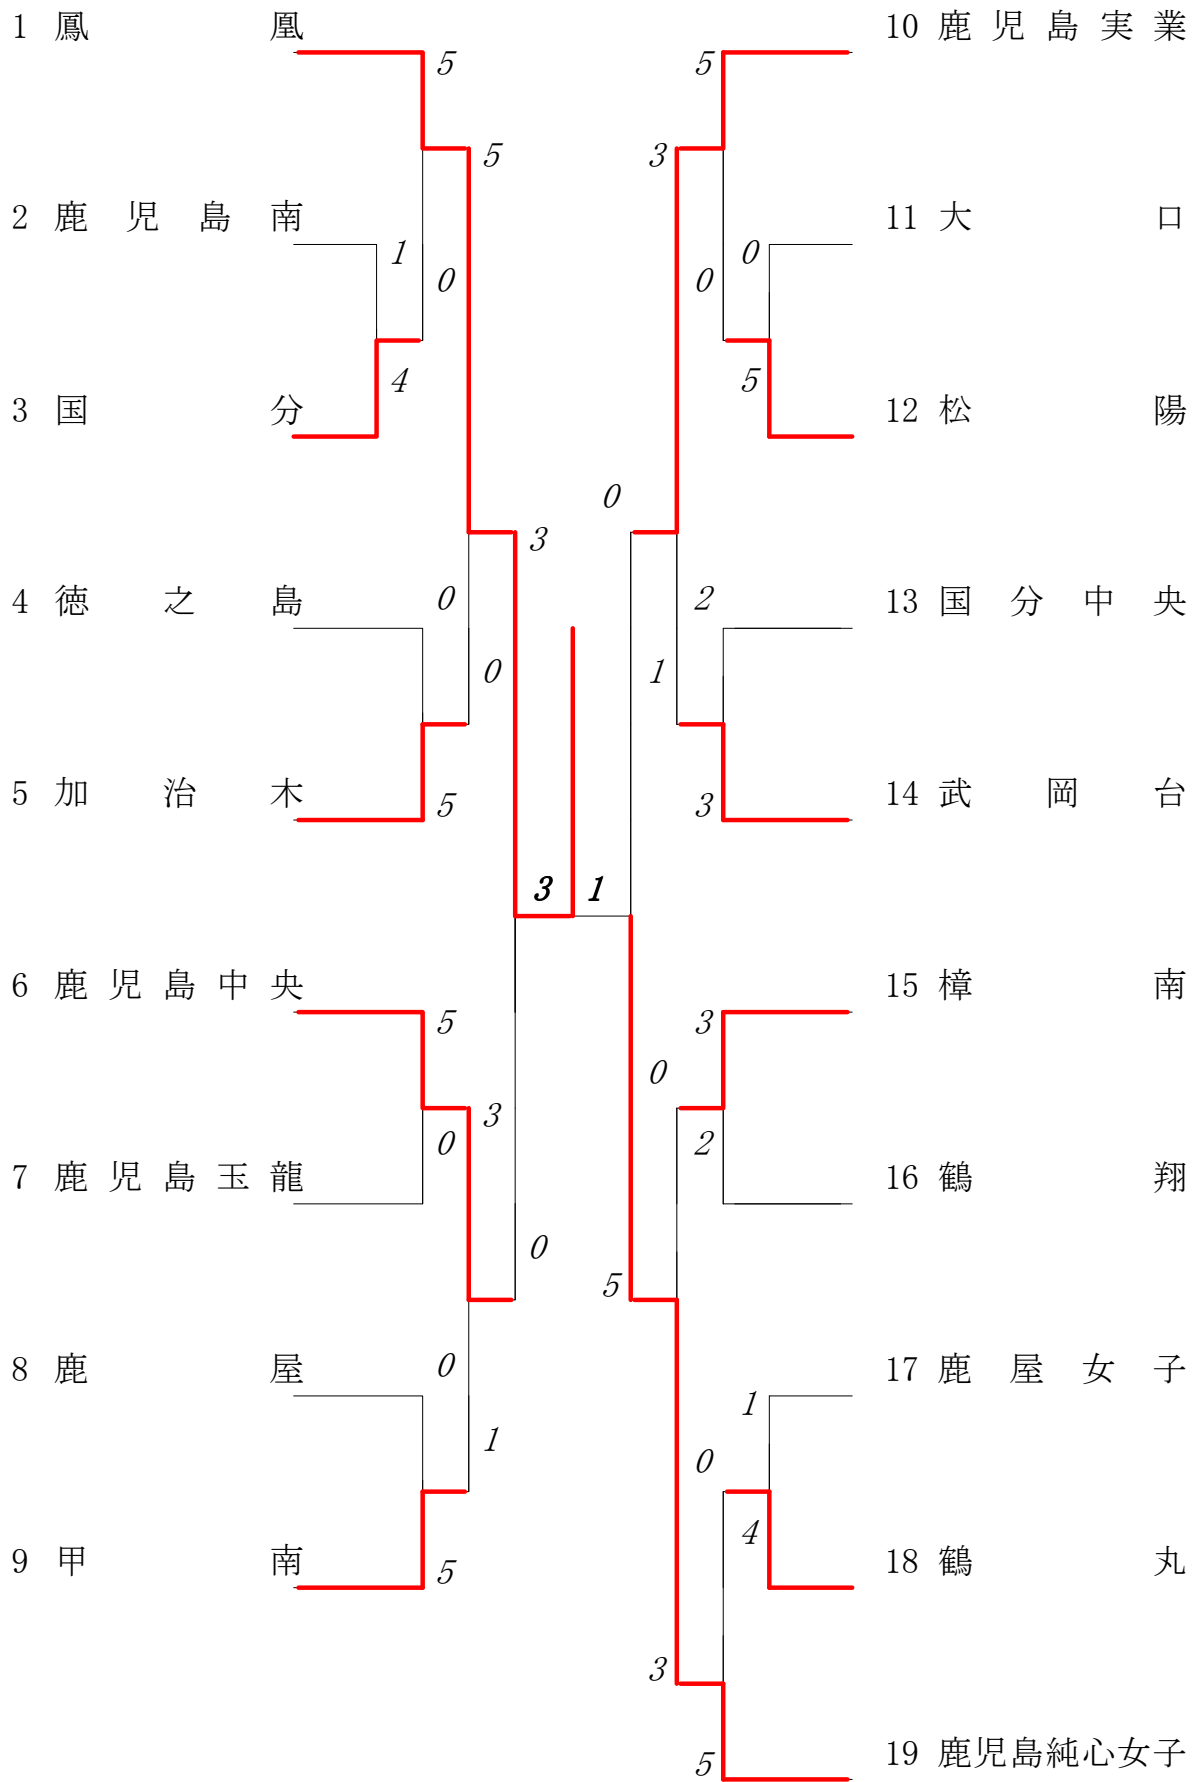 1 鳳凰
5
5
2 鹿児島南
1
0
4
3 国分
3
4 徳之島
0
0
5 加治木
5
3 1
6 鹿児島中央
5
3
0
7 鹿児島玉龍
0
8 鹿屋
0
1
9 甲南
5
10 鹿児島実業
5
3
11 大口
0
0
5
12 松陽
0
13 国分中央
2
1
14 武岡台
3
15 樟南
3
0
2
16 鶴翔
5
17 鹿屋女子
1
0
4
18 鶴丸
3
19 鹿児島純心女子
5